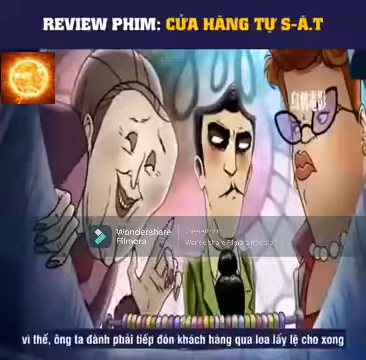 REVIEW PHIM: CỬA HÀNG TỰ S-Á.T
Wondershare
Filmora
vì thế, ông ta đành phải tiếp đón khách hàng qua loa lấy lệ cho xong